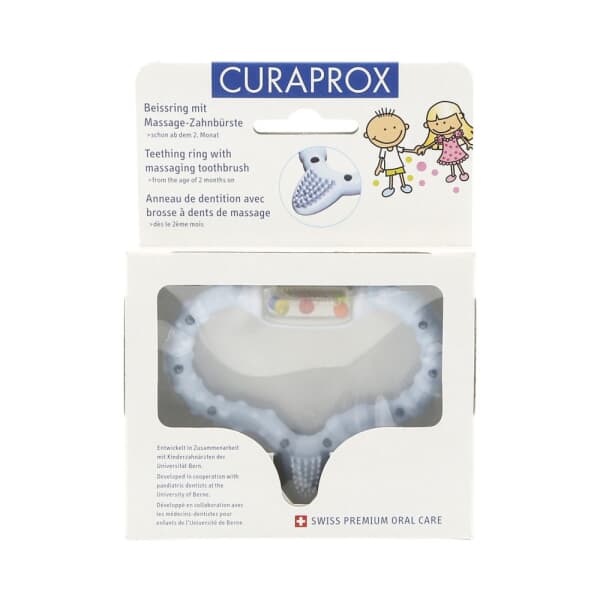 CURAPROX
Beissring mit
Massage-Zahnbürste
>schon ab dem 2. Monat
Teething ring with
massaging toothbrush
>from the age of 2 months on
Anneau de dentition avec
brosse à dents de massage
>dès le 2ème mois
Entwickelt in Zusammenarbeit
mit Kinderzahnärzten der
Universität Bern.
Developed in cooperation with
paediatric dentists at the
University of Berne.
Développé en collaboration avec
les médecins-dentistes pour
enfants de l'Université de Berne.
SWISS PREMIUM ORAL CARE